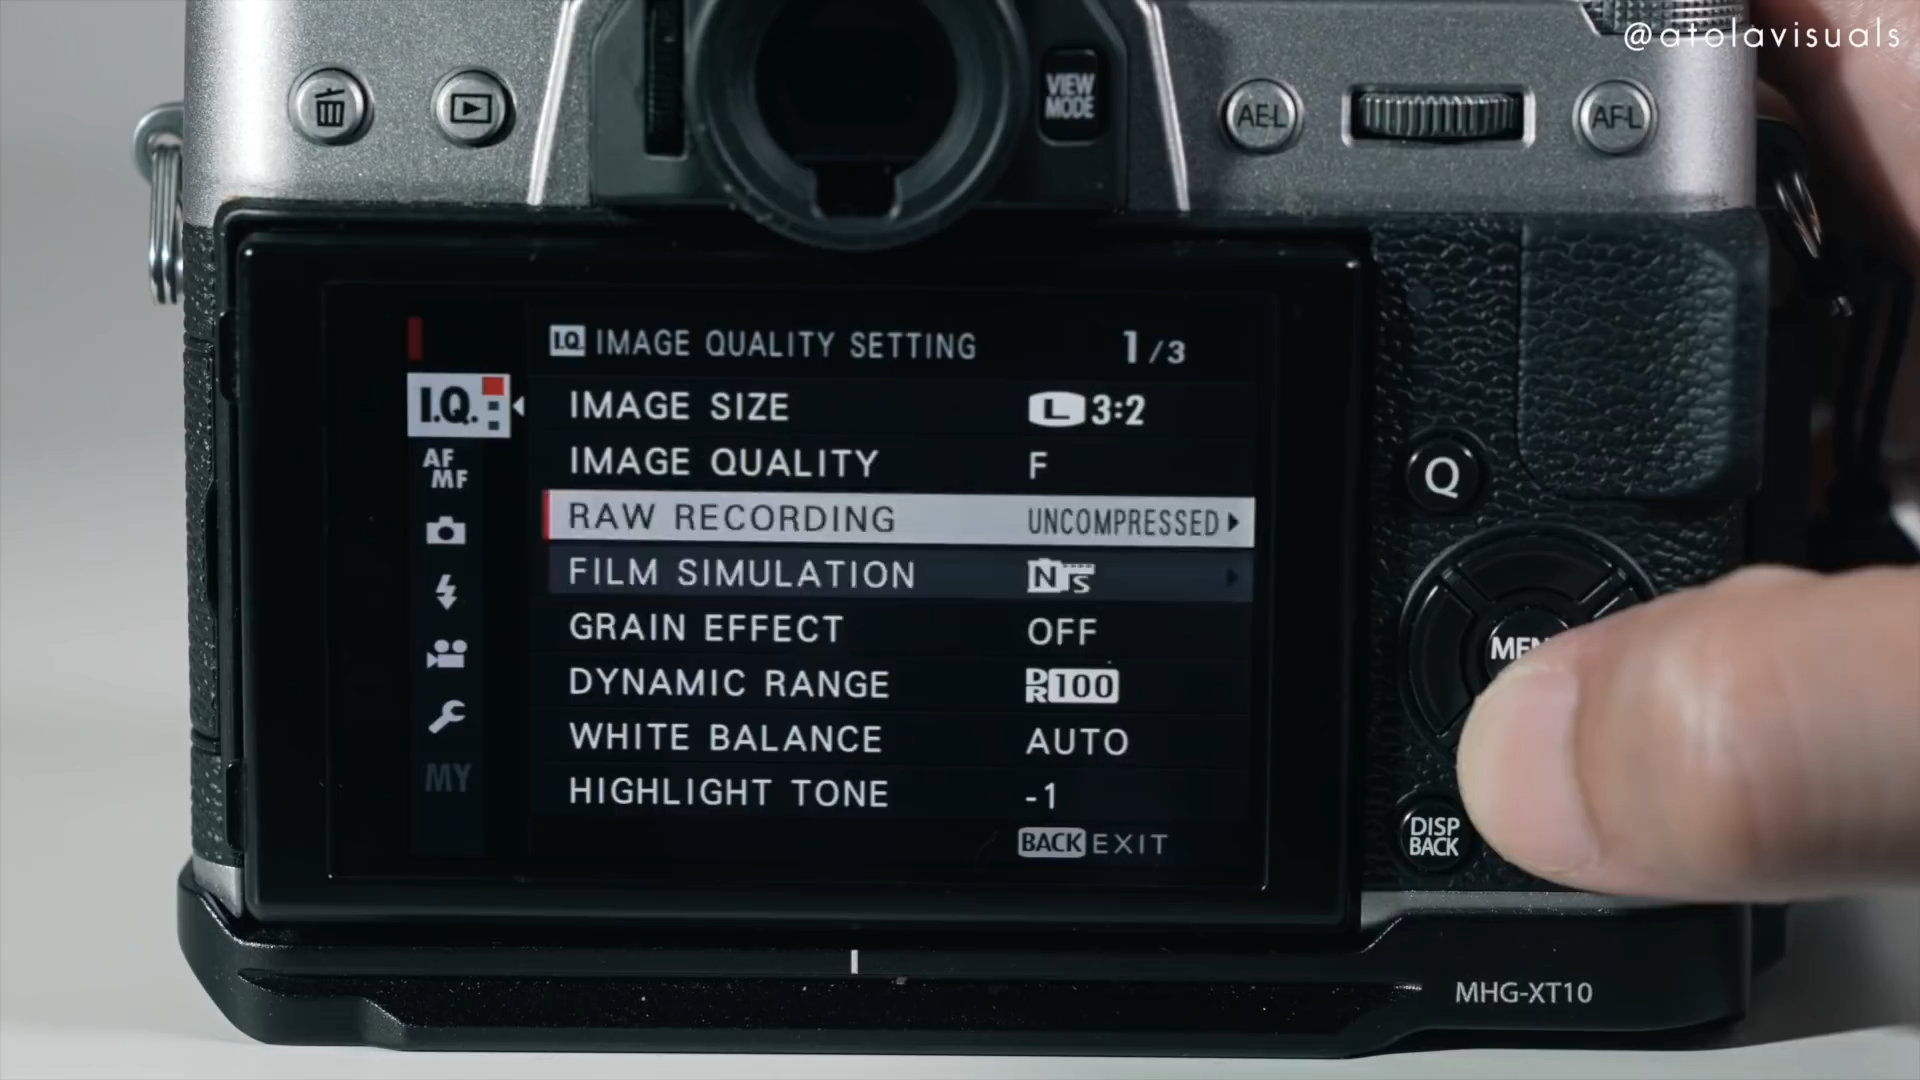 @atolavisuals
VIEW
MODE
AE-L
AF-L
I.Q. IMAGE QUALITY SETTING 1/3
I.Q.
IMAGE SIZE L 3:2
IMAGE QUALITY F
AF
MF
RAW RECORDING UNCOMPRESSED
FILM SIMULATION NS
GRAIN EFFECT OFF
DYNAMIC RANGE DR100
WHITE BALANCE AUTO
MY
HIGHLIGHT TONE -1
BACK EXIT
Q
DISP
BACK
MHG-XT10